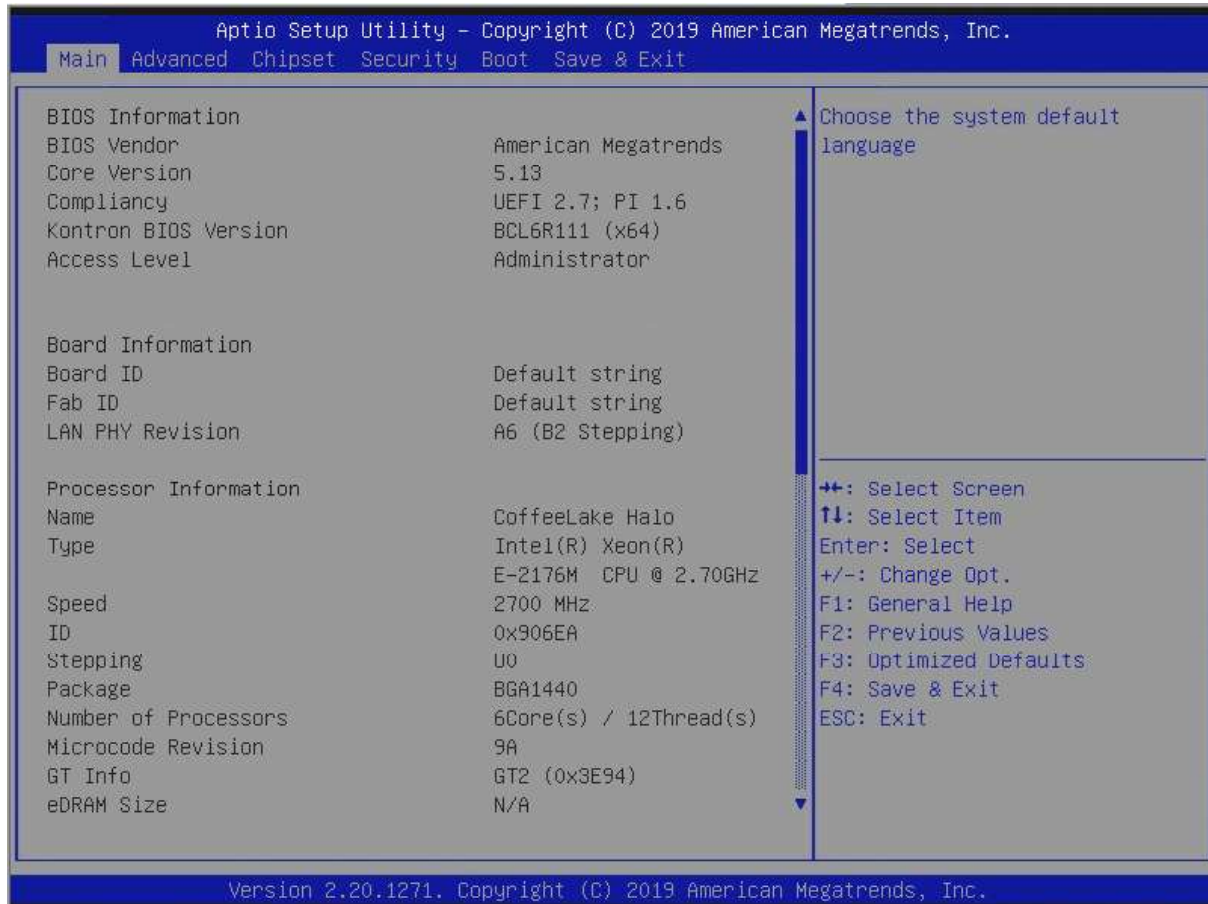 Aptio Setup Utility – Copyright (C) 2019 American Megatrends, Inc.
Main Advanced Chipset Security Boot Save & Exit
BIOS Information
BIOS Vendor American Megatrends
Core Version 5.13
Compliancy UEFI 2.7; PI 1.6
Kontron BIOS Version BCL6R111 (x64)
Access Level Administrator
Board Information
Board ID Default string
Fab ID Default string
LAN PHY Revision A6 (B2 Stepping)
Processor Information
Name CoffeeLake Halo
Type Intel(R) Xeon(R)
E-2176M CPU @ 2.70GHz
Speed 2700 MHz
ID 0x906EA
Stepping U0
Package BGA1440
Number of Processors 6Core(s) / 12Thread(s)
Microcode Revision 9A
GT Info GT2 (0x3E94)
eDRAM Size N/A
Choose the system default
language
→←: Select Screen
↑↓: Select Item
Enter: Select
+/-: Change Opt.
F1: General Help
F2: Previous Values
F3: Optimized Defaults
F4: Save & Exit
ESC: Exit
Version 2.20.1271. Copyright (C) 2019 American Megatrends, Inc.